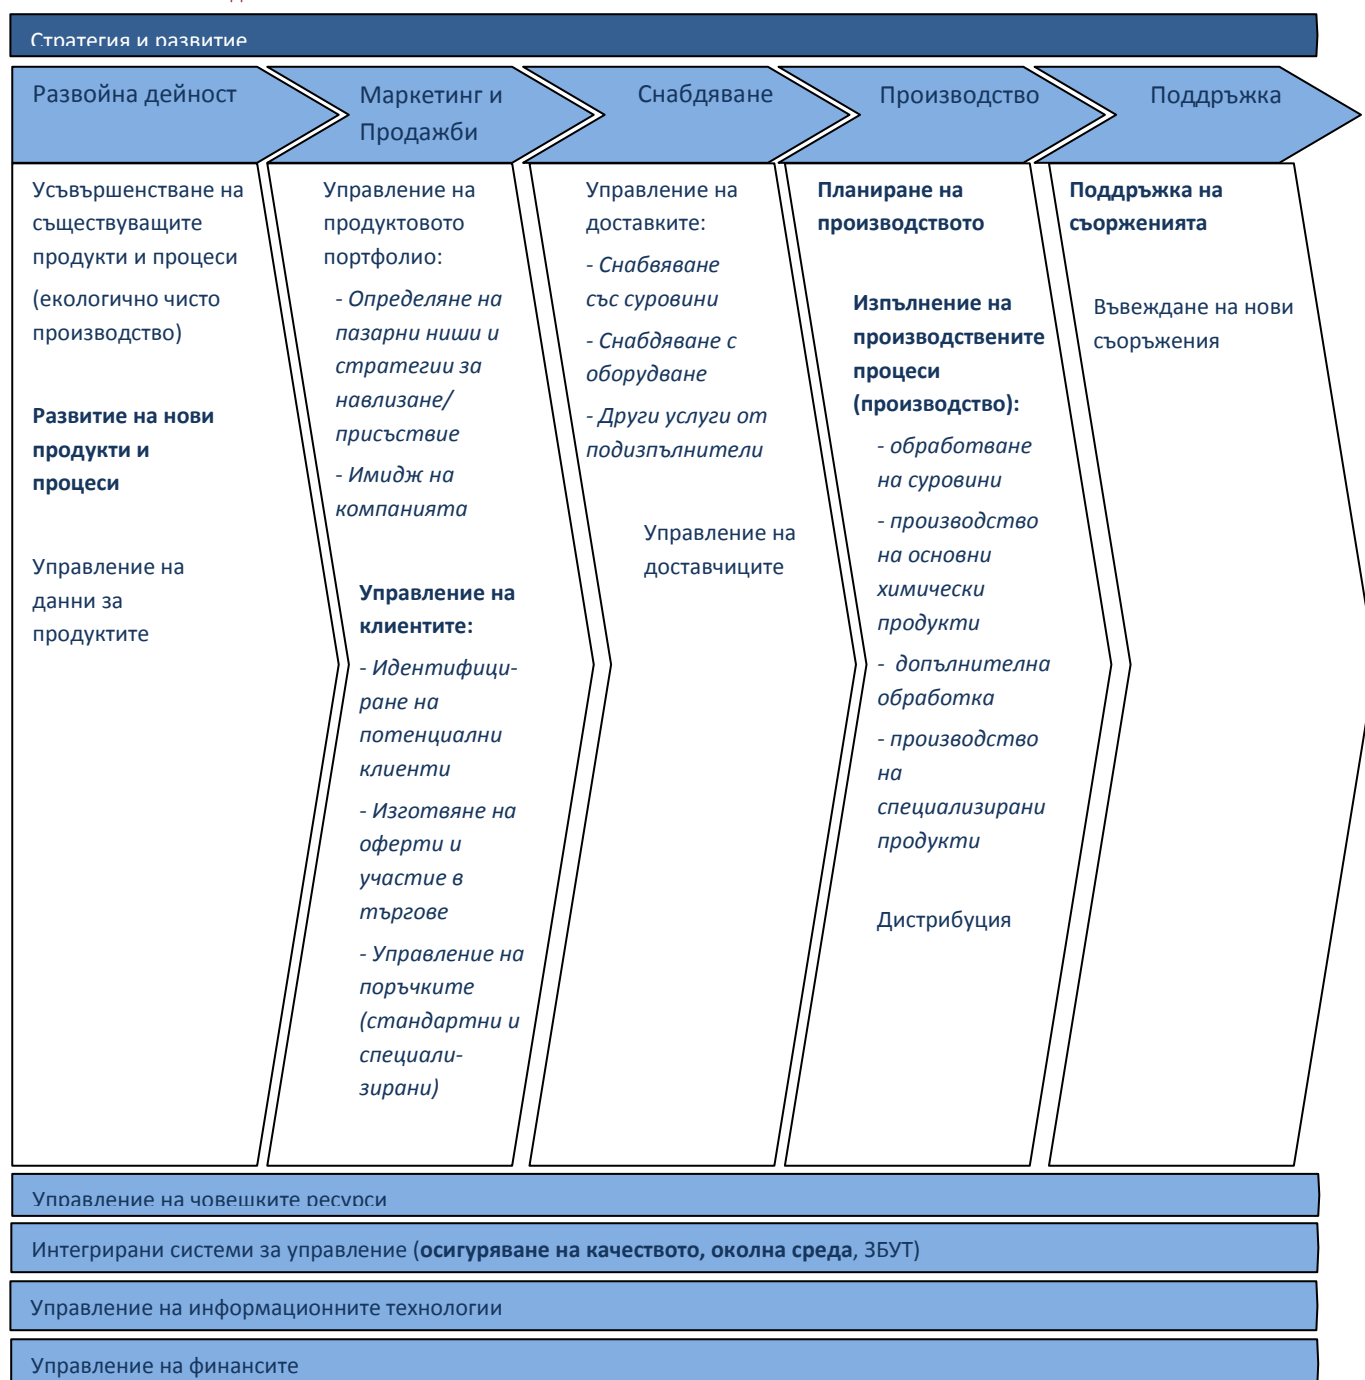 Стратегия и развитие
Развойна дейност
Маркетинг и
Продажби
Снабдяване
Производство
Поддръжка
Усъвършенстване на
съществуващите
продукти и процеси
(екологично чисто
производство)
Развитие на нови
продукти и
процеси
Управление на
данни за
продуктите
Управление на
продуктовото
портфолио:
- Определяне на
пазарни ниши и
стратегии за
навлизане/
присъствие
- Имидж на
компанията
Управление на
клиентите:
- Идентифици-
ране на
потенциални
клиенти
- Изготвяне на
оферти и
участие в
търгове
- Управление на
поръчките
(стандартни и
специали-
зирани)
Управление на
доставките:
- Снабвяване
със суровини
- Снабдяване с
оборудване
- Други услуги от
подизпълнители
Управление на
доставчиците
Планиране на
производството
Изпълнение на
производствените
процеси
(производство):
- обработване
на суровини
- производство
на основни
химически
продукти
- допълнителна
обработка
- производство
на
специализирани
продукти
Дистрибуция
Поддръжка на
съорженията
Въвеждане на нови
съоръжения
Управление на човешките ресурси
Интегрирани системи за управление (осигуряване на качеството, околна среда, ЗБУТ)
Управление на информационните технологии
Управление на финансите